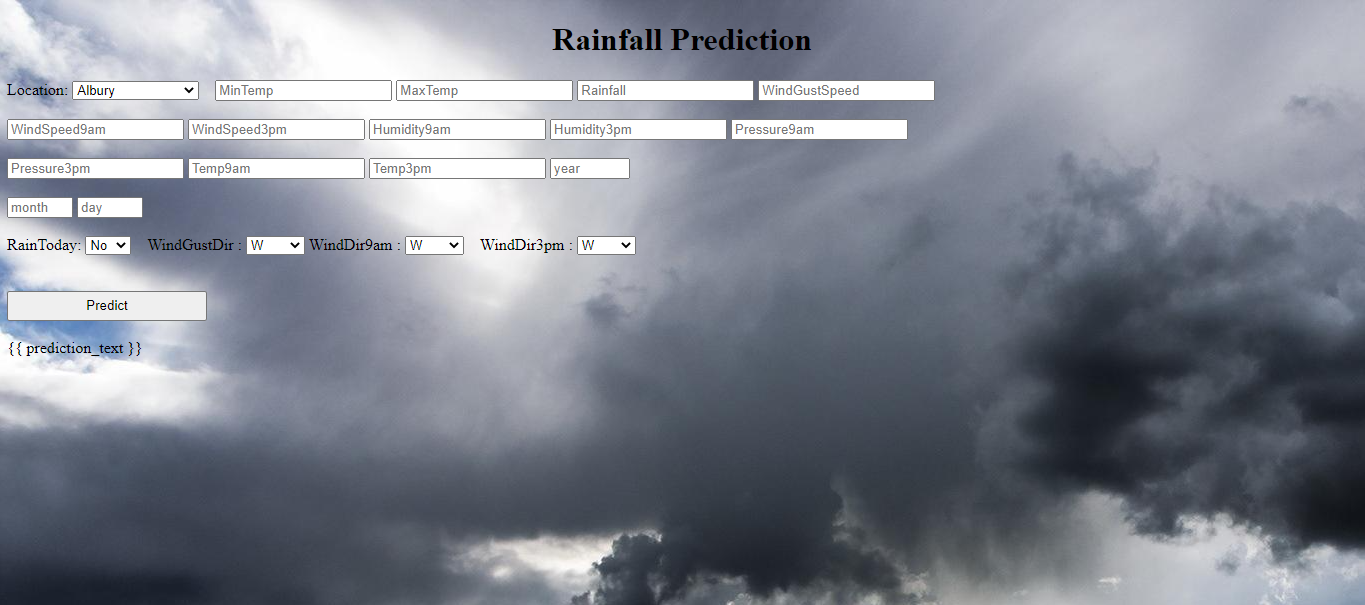 Rainfall Prediction
Location: Albury MinTemp MaxTemp Rainfall WindGustSpeed
WindSpeed9am WindSpeed3pm Humidity9am Humidity3pm Pressure9am
Pressure3pm Temp9am Temp3pm year
month day
RainToday: No WindGustDir : W WindDir9am : W WindDir3pm : W
Predict
{{ prediction_text }}